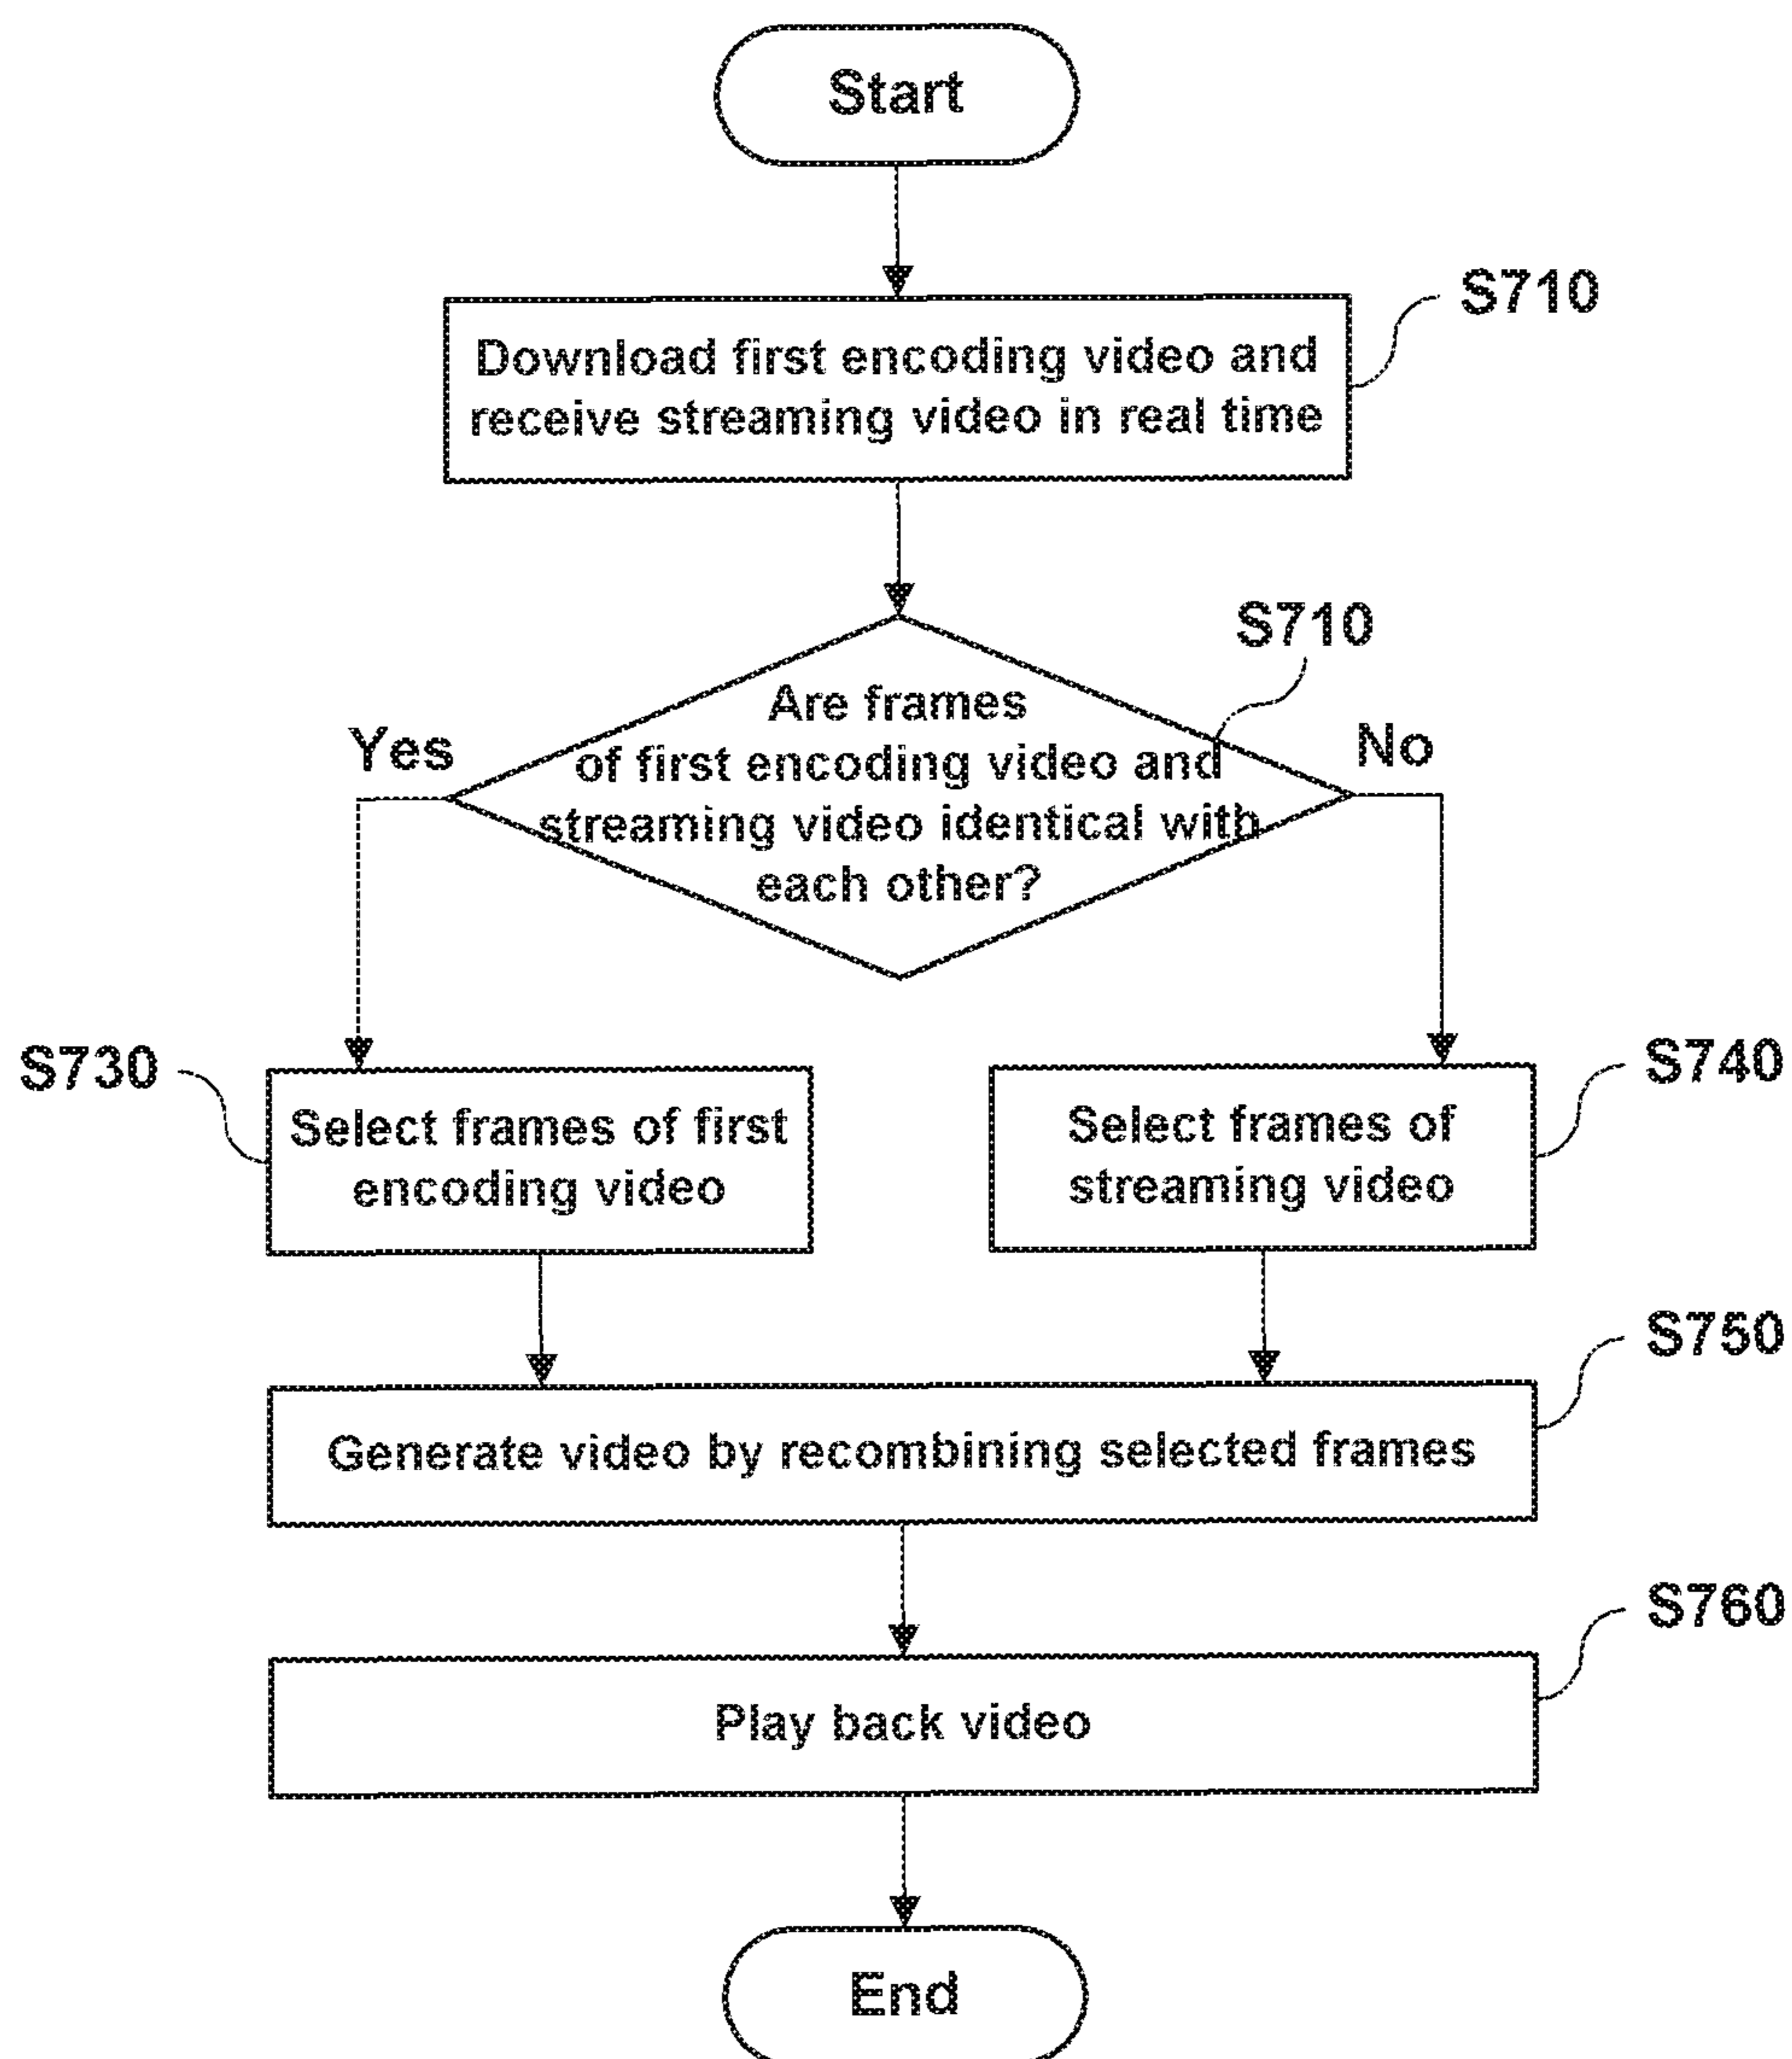 Start
S710
Download first encoding video and
receive streaming video in real time
S710
Are frames
of first encoding video and
streaming video identical with
each other?
Yes
No
S730
Select frames of first
encoding video
S740
Select frames of
streaming video
S750
Generate video by recombining selected frames
S760
Play back video
End